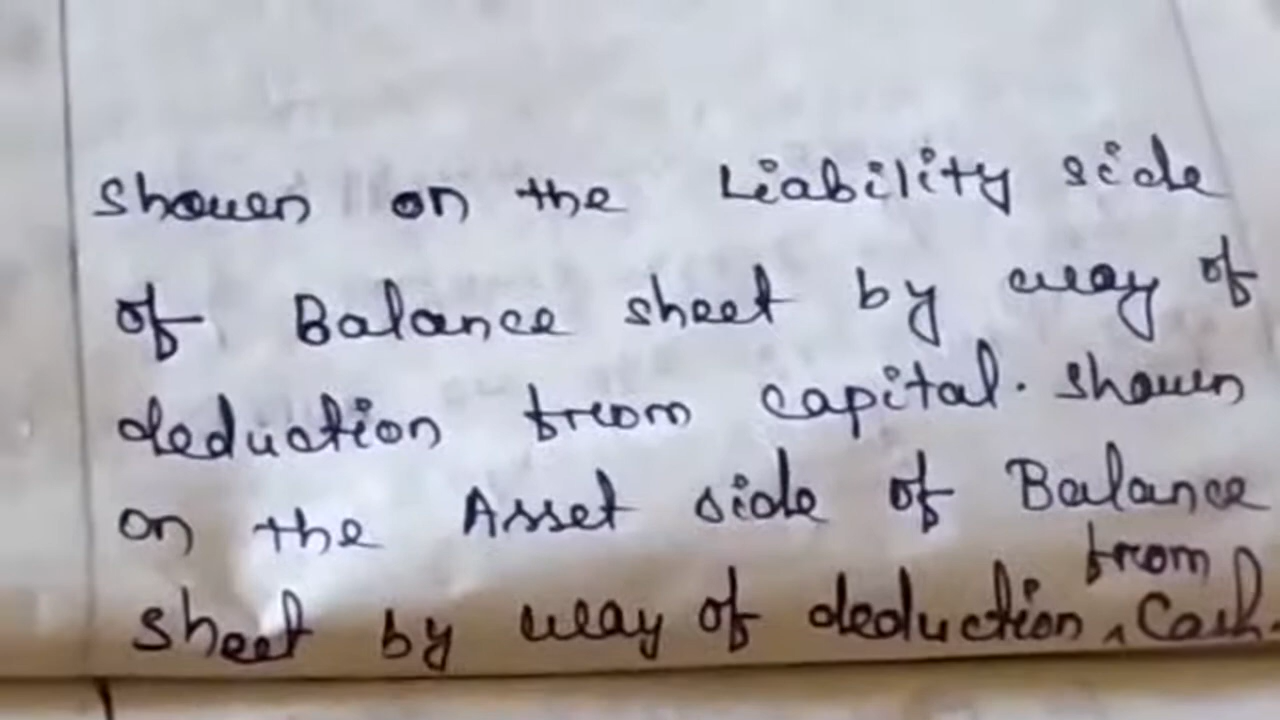 shown on the Liability side
of Balance sheet by way of
deduction from capital. shown
on the Asset side of Balance
sheet by way of deduction from Cash.